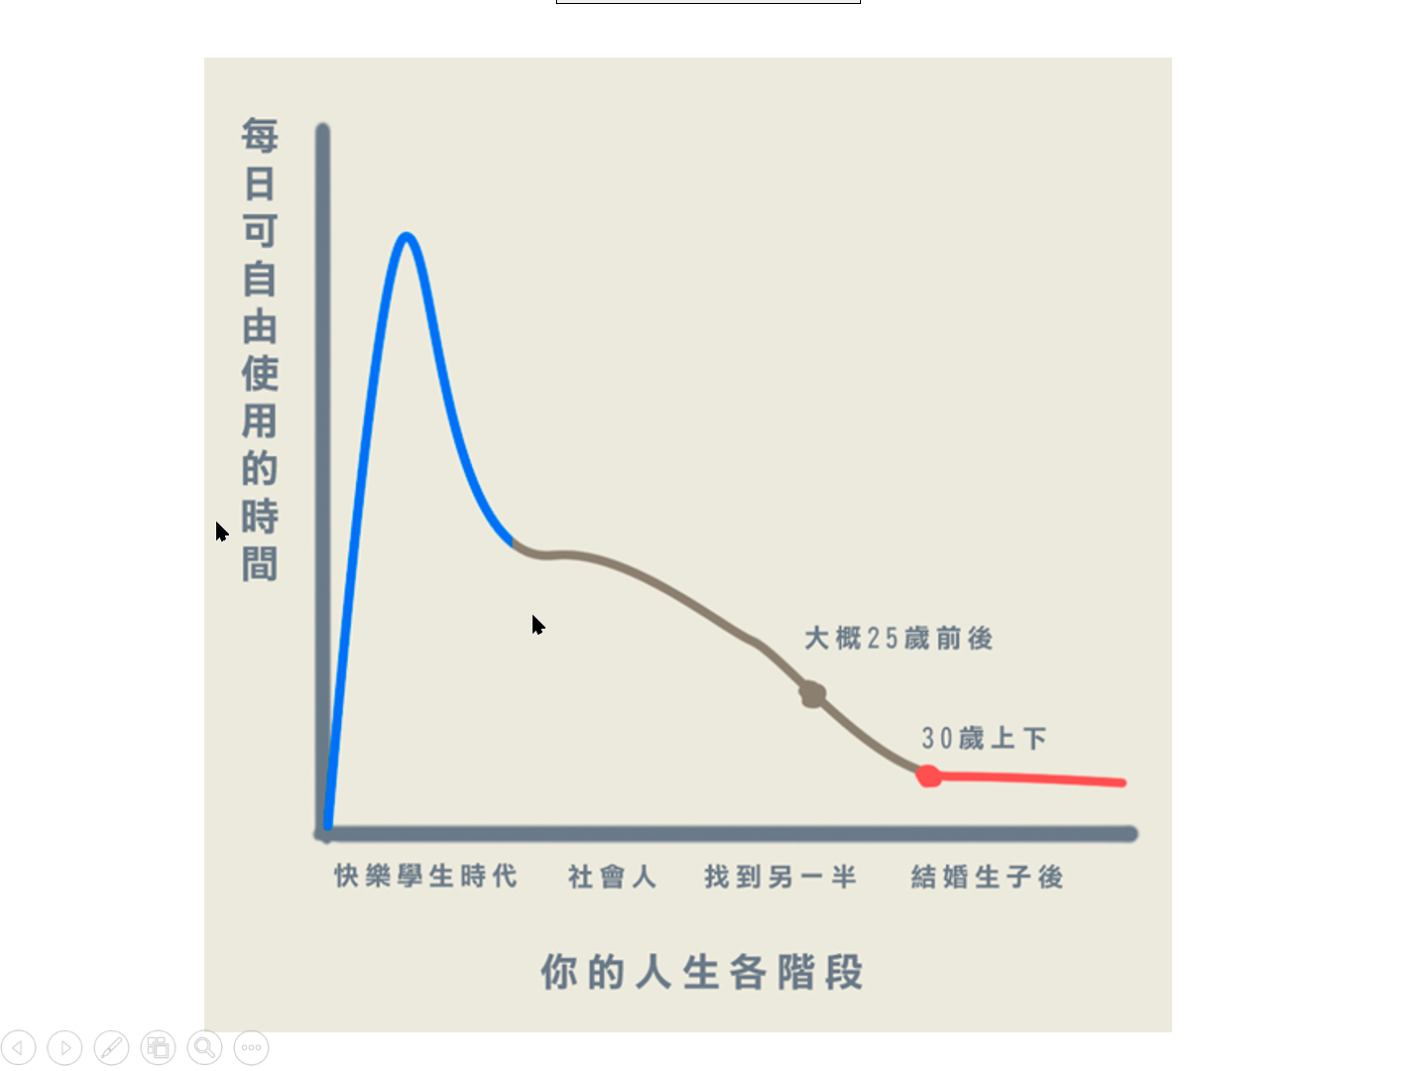 每日可自由使用的時間
大概25歲前後
30歲上下
快樂學生時代
社會人
找到另一半
結婚生子後
你的人生各階段